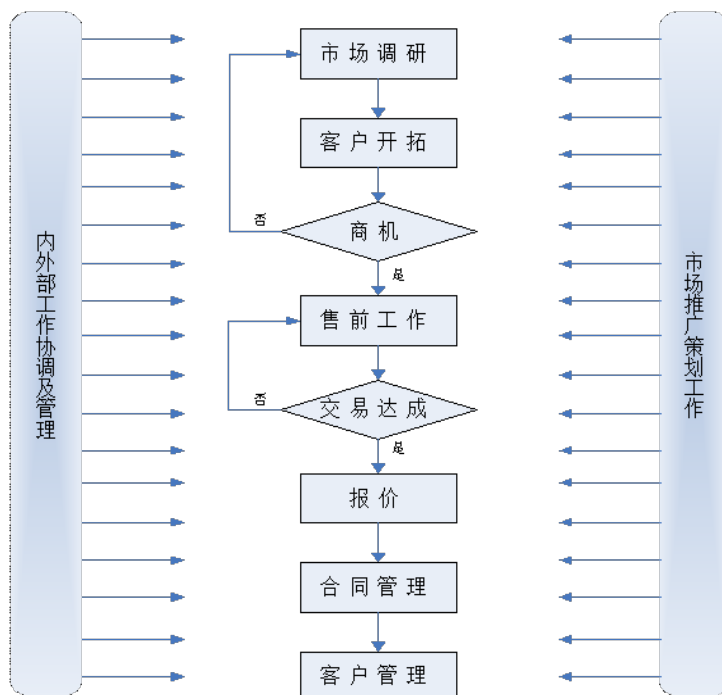 内外部工作协调及管理
市场调研
客户开拓
商机
否
是
售前工作
交易达成
否
是
报价
合同管理
客户管理
市场推广策划工作